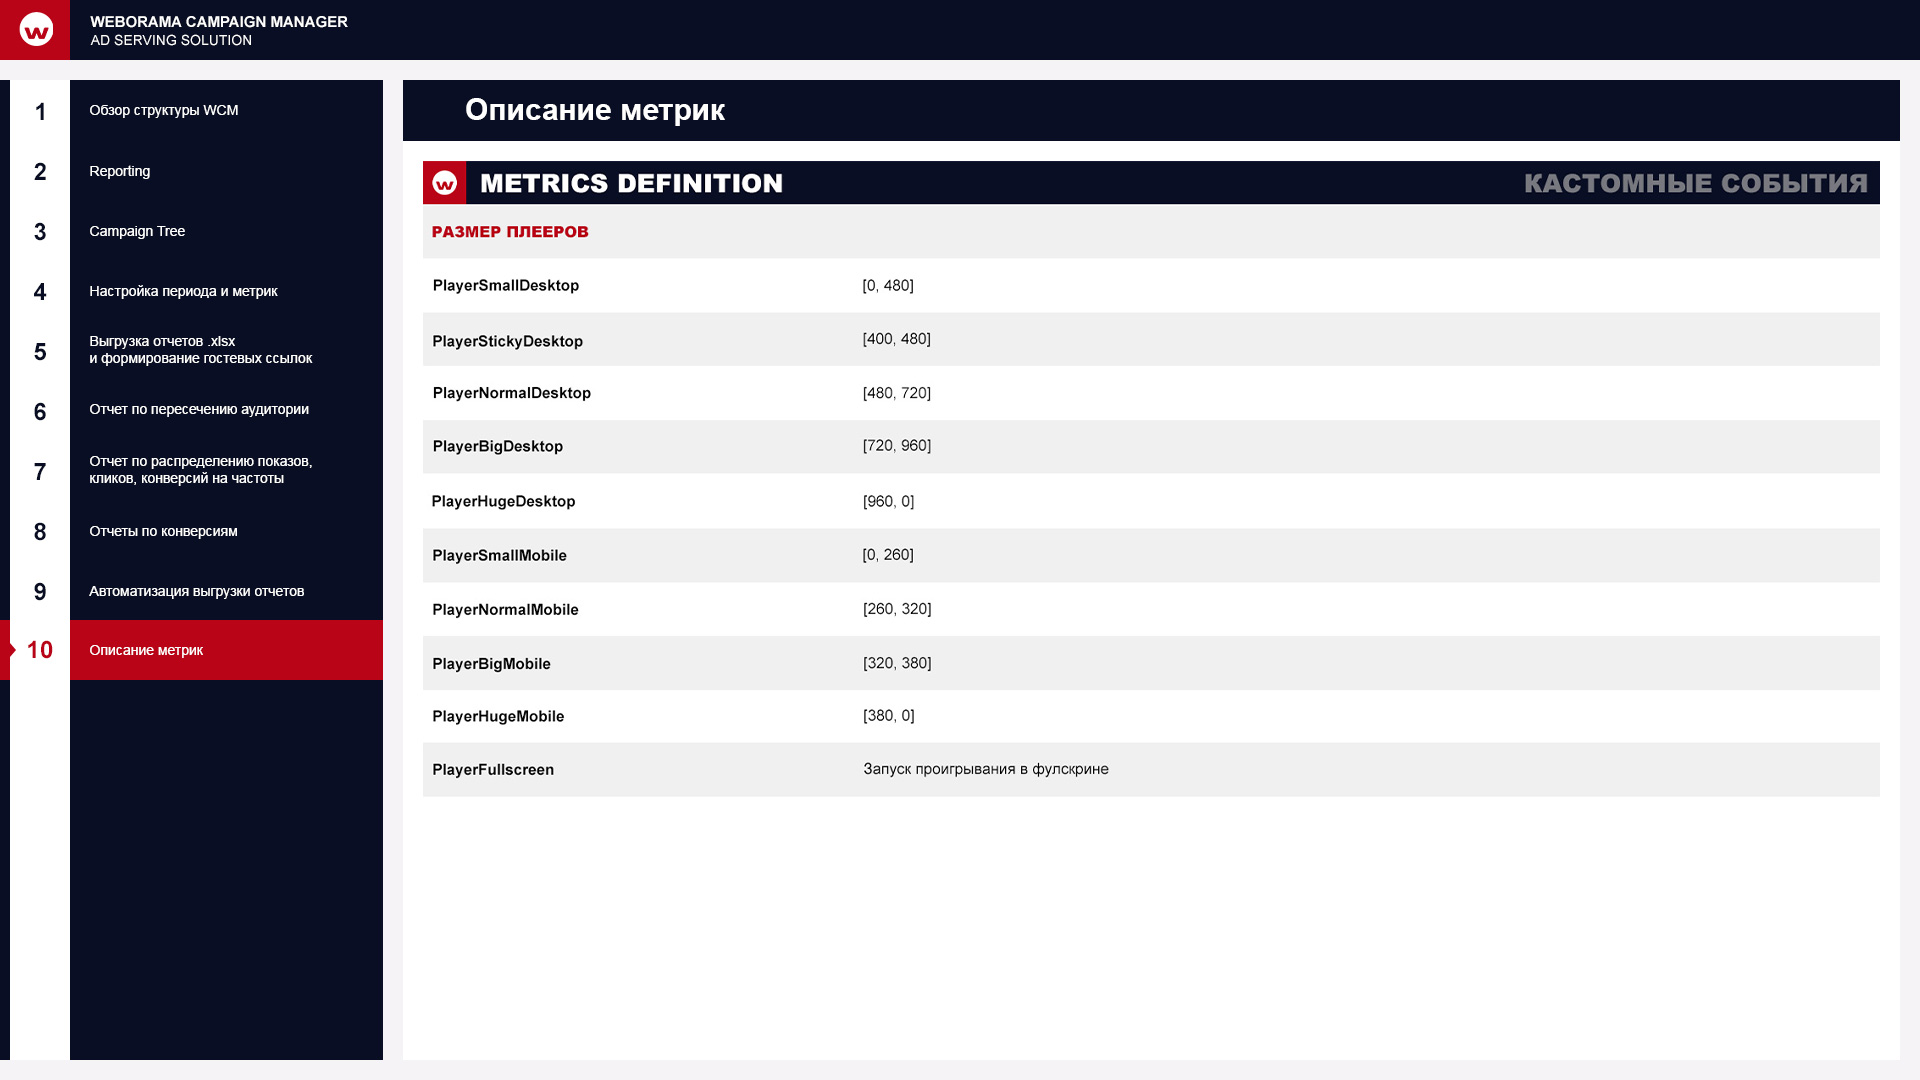 WEBORAMA CAMPAIGN MANAGER
AD SERVING SOLUTION
1
Обзор структуры WCM
2
Reporting
3
Campaign Tree
4
Настройка периода и метрик
5
Выгрузка отчетов .xlsx
и формирование гостевых ссылок
6
Отчет по пересечению аудитории
7
Отчет по распределению показов,
кликов, конверсий на частоты
8
Отчеты по конверсиям
9
Автоматизация выгрузки отчетов
10
Описание метрик
Описание метрик
METRICS DEFINITION
КАСТОМНЫЕ СОБЫТИЯ
РАЗМЕР ПЛЕЕРОВ
PlayerSmallDesktop [0, 480]
PlayerStickyDesktop [400, 480]
PlayerNormalDesktop [480, 720]
PlayerBigDesktop [720, 960]
PlayerHugeDesktop [960, 0]
PlayerSmallMobile [0, 260]
PlayerNormalMobile [260, 320]
PlayerBigMobile [320, 380]
PlayerHugeMobile [380, 0]
PlayerFullscreen Запуск проигрывания в фулскрине